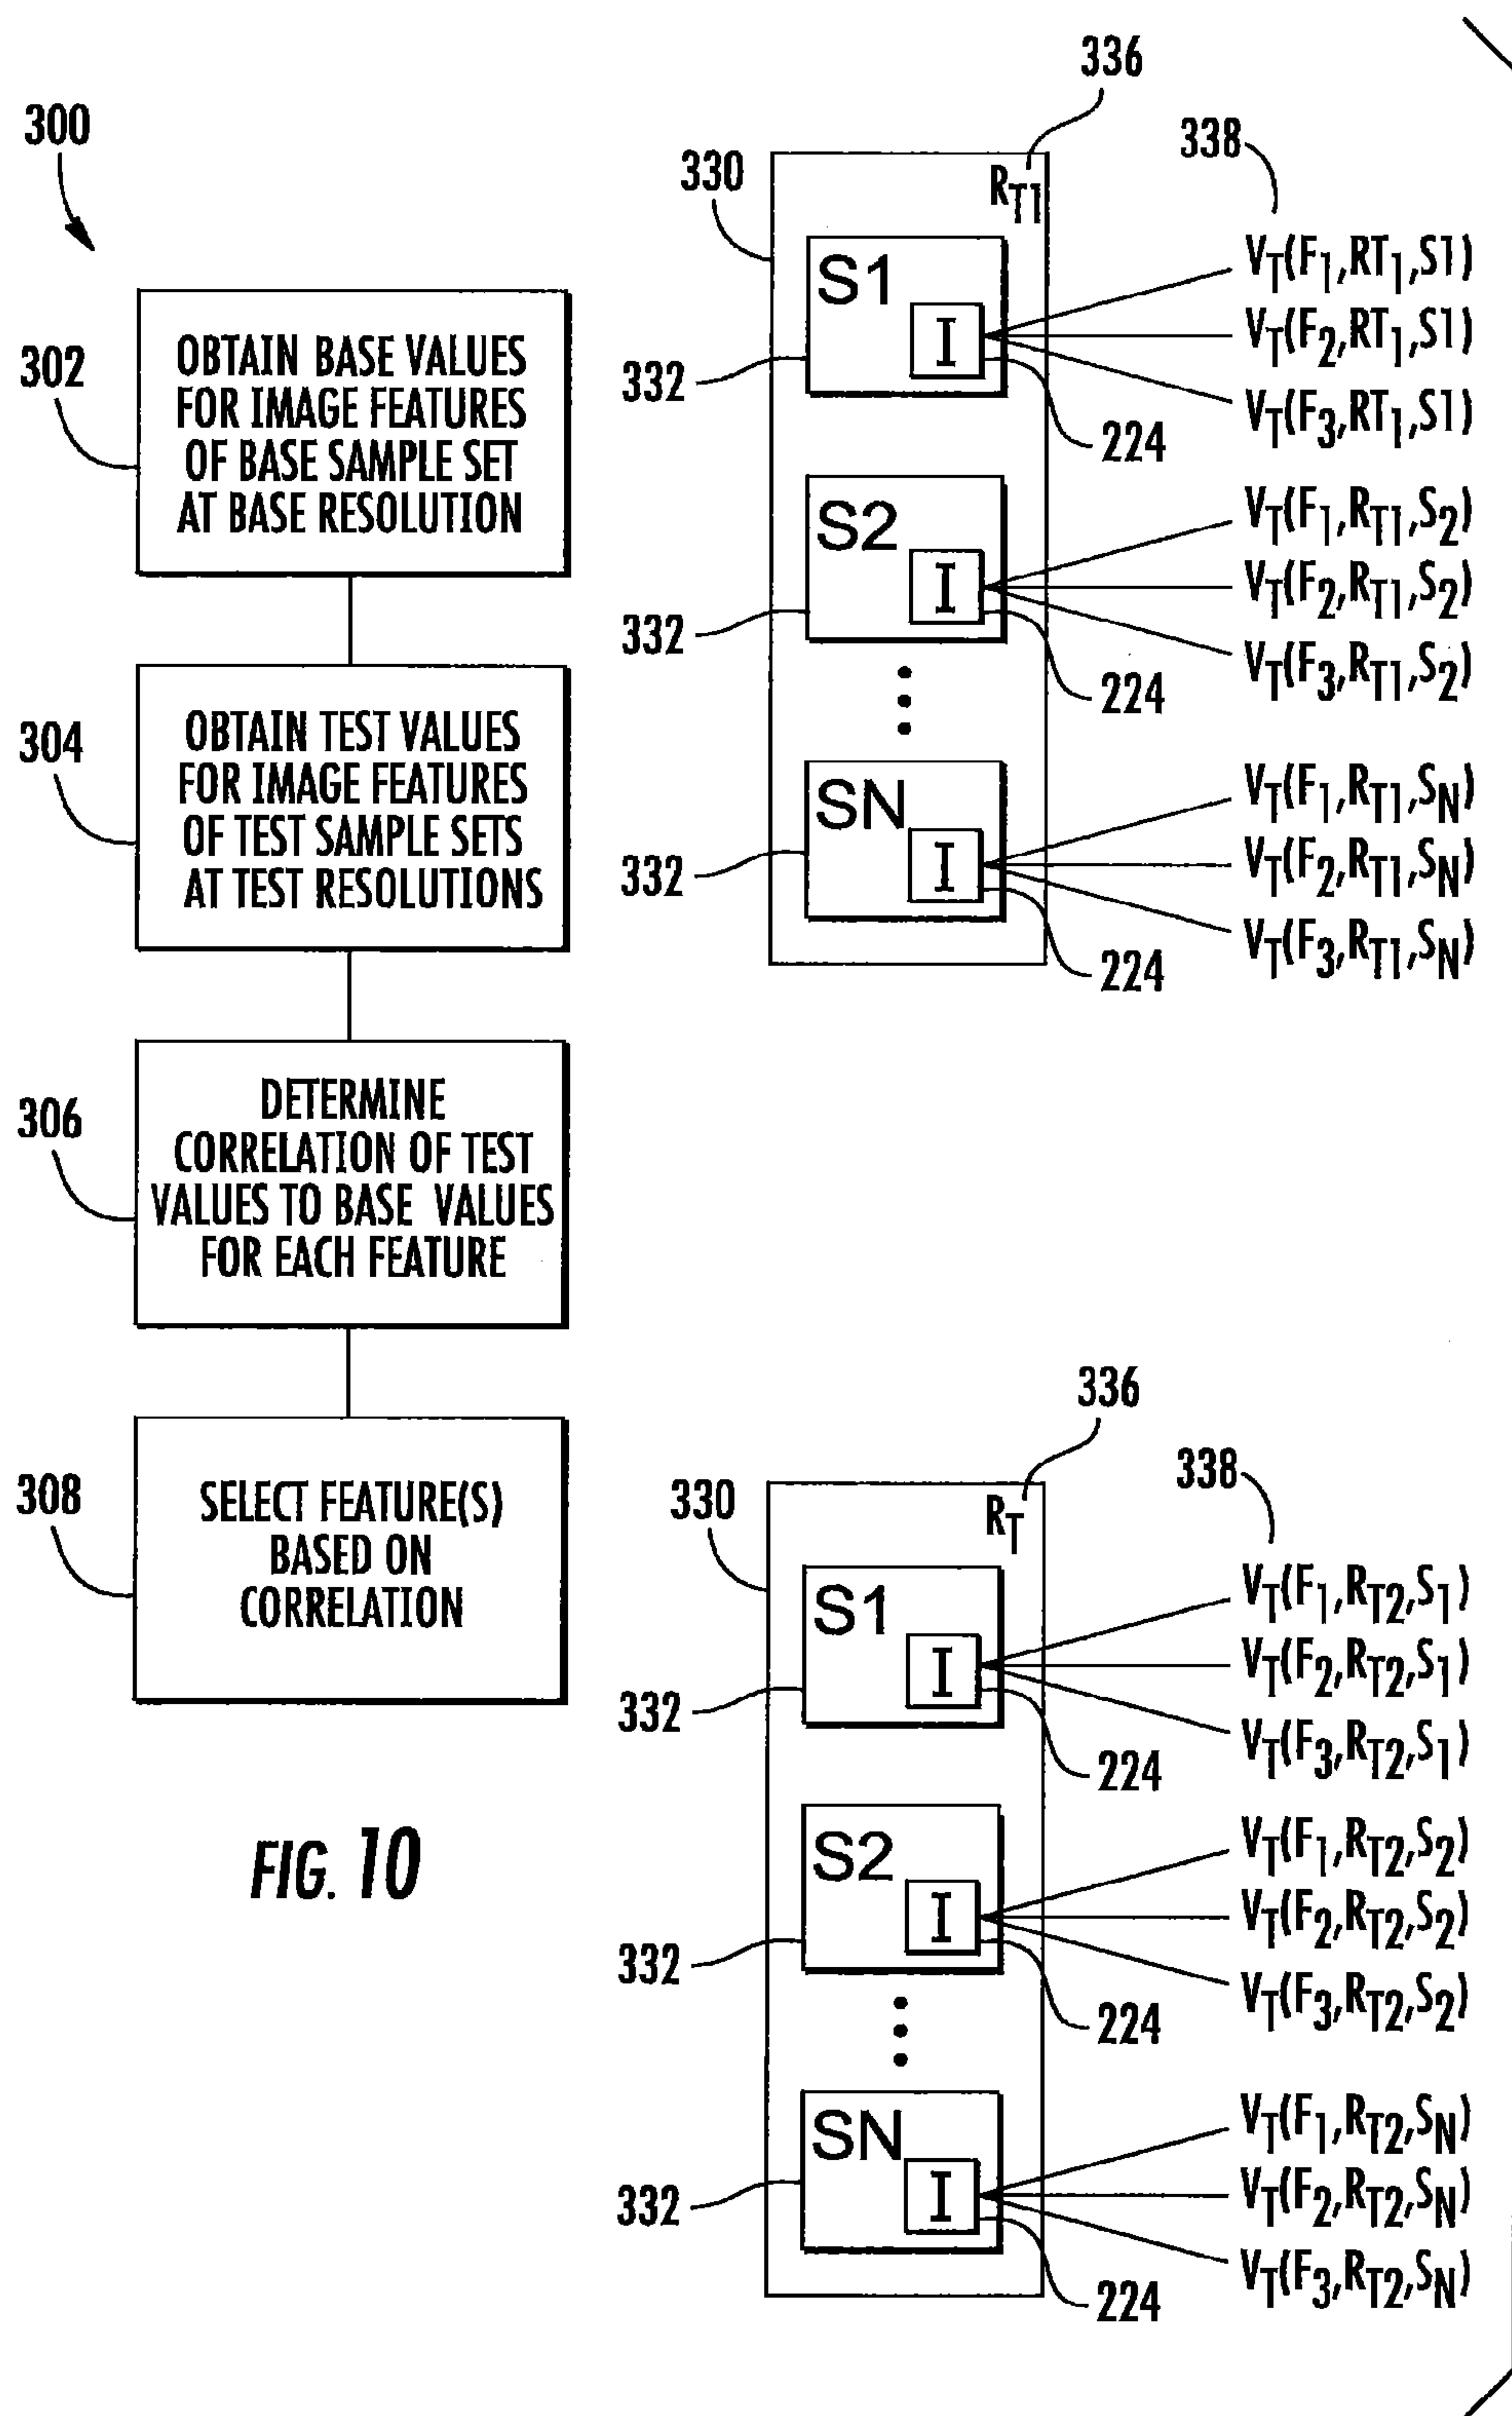 300
302
OBTAIN BASE VALUES
FOR IMAGE FEATURES
OF BASE SAMPLE SET
AT BASE RESOLUTION
304
OBTAIN TEST VALUES
FOR IMAGE FEATURES
OF TEST SAMPLE SETS
AT TEST RESOLUTIONS
306
DETERMINE
CORRELATION OF TEST
VALUES TO BASE VALUES
FOR EACH FEATURE
308
SELECT FEATURE(S)
BASED ON
CORRELATION
FIG. 10
336
338
330
RT1
S1
I
332
224
VT(F1,RT1,S1)
VT(F2,RT1,S1)
VT(F3,RT1,S1)
S2
I
332
224
VT(F1,RT1,S2)
VT(F2,RT1,S2)
VT(F3,RT1,S2)
SN
I
332
224
VT(F1,RT1,SN)
VT(F2,RT1,SN)
VT(F3,RT1,SN)
336
338
330
RT
S1
I
332
224
VT(F1,RT2,S1)
VT(F2,RT2,S1)
VT(F3,RT2,S1)
S2
I
332
224
VT(F1,RT2,S2)
VT(F2,RT2,S2)
VT(F3,RT2,S2)
SN
I
332
224
VT(F1,RT2,SN)
VT(F2,RT2,SN)
VT(F3,RT2,SN)